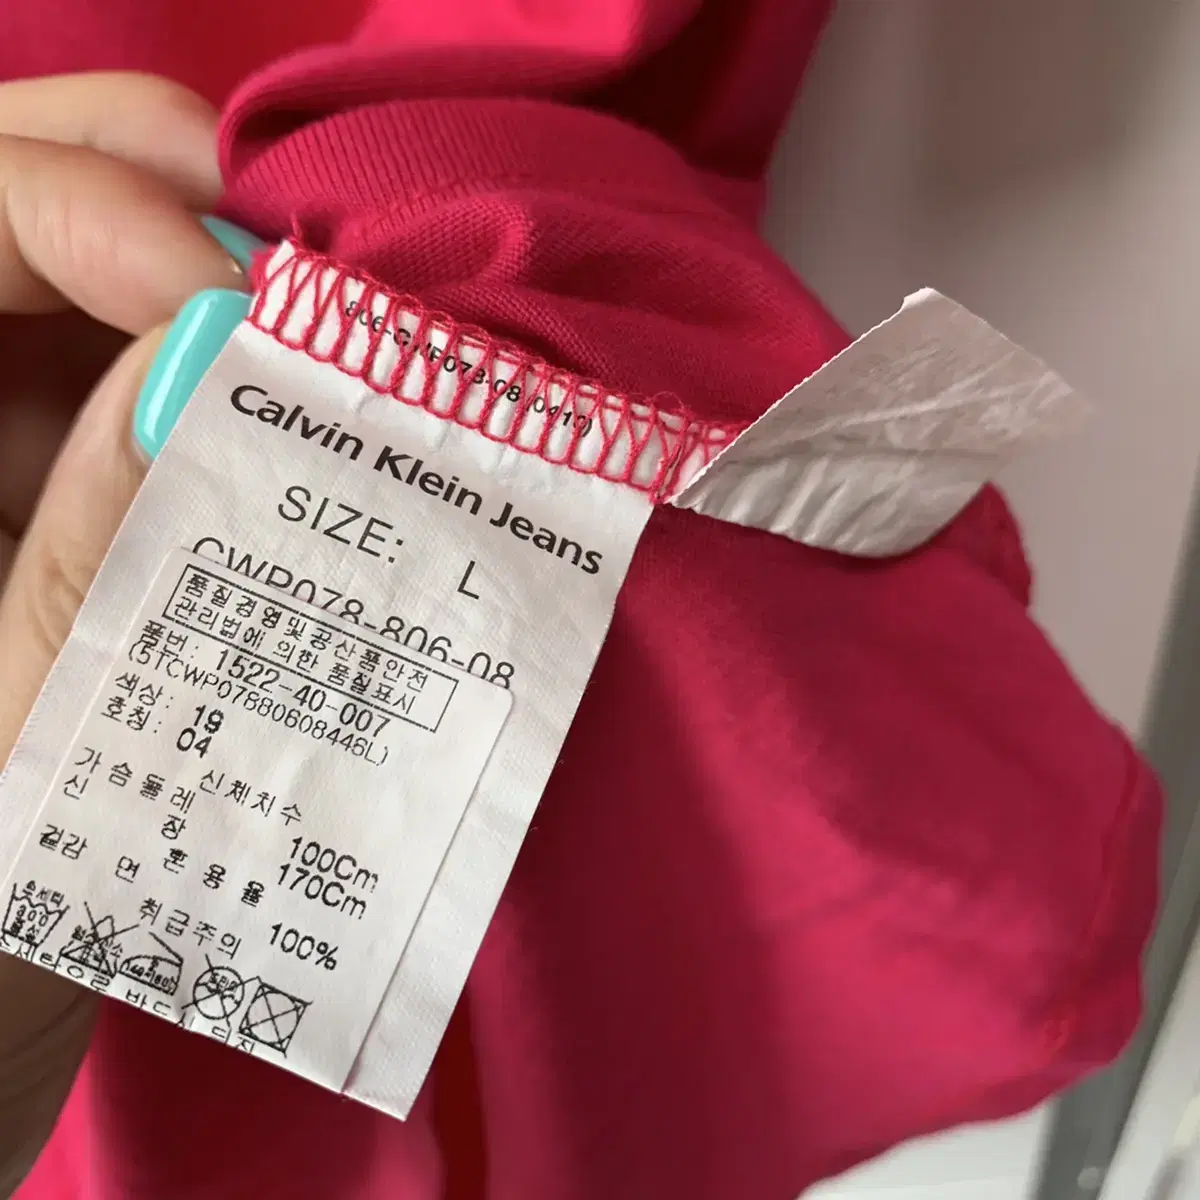 806-CWP078-08(0410)
Calvin Klein Jeans
SIZE: L
CWP078-806-08
품질경영및공산품안전
관리법에 의한 품질표시
품번: 1522-40-007
(5TCWP07880608446L)
색상: 19
호칭: 04
신체치수
가슴둘레 100Cm
신장 170Cm
혼용율
겉감 면 100%
취급주의